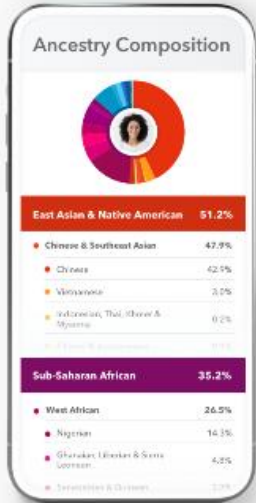 Ancestry Composition
East Asian & Native American 51.2%
Chinese & Southeast Asian 47.9%
Chinese 42.9%
Vietnamese 3.0%
Indonesian, Thai, Khmer &
Myanma 0.2%
Sub-Saharan African 35.2%
West African 26.5%
Nigerian 14.3%
Ghanaian, Liberian & Sierra
Leonean 4.8%